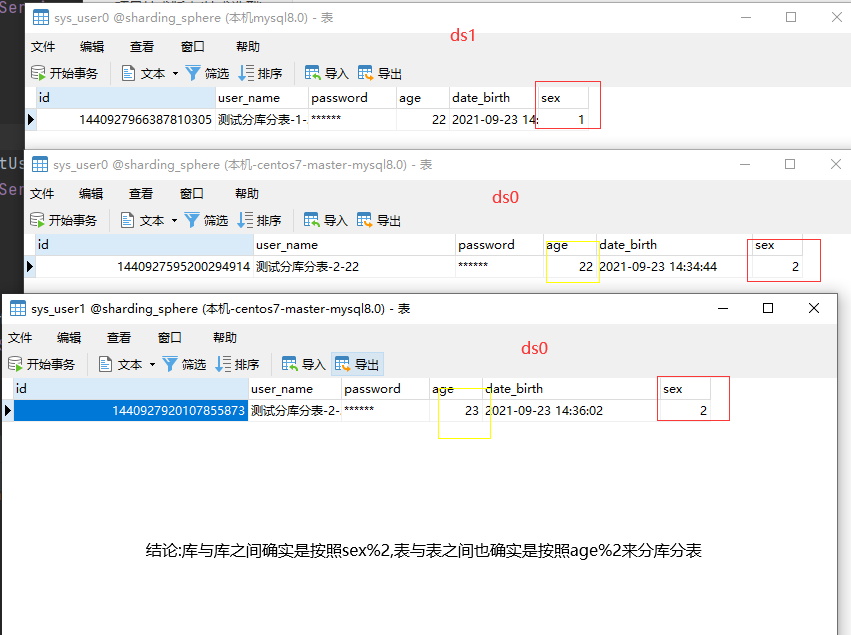 sys_user0 @sharding_sphere (本机mysql8.0) - 表
ds1
文件 编辑 查看 窗口 帮助
开始事务 文本 筛选 排序 导入 导出
id user_name password age date_birth sex
1440927966387810305 测试分库分表-1- ****** 22 2021-09-23 14: 1
sys_user0 @sharding_sphere (本机-centos7-master-mysql8.0) - 表
ds0
文件 编辑 查看 窗口 帮助
开始事务 文本 筛选 排序 导入 导出
id user_name password age date_birth sex
1440927595200294914 测试分库分表-2-22 ****** 22 2021-09-23 14:34:44 2
sys_user1 @sharding_sphere (本机-centos7-master-mysql8.0) - 表
文件 编辑 查看 窗口 帮助
ds0
开始事务 文本 筛选 排序 导入 导出
id user_name password age date_birth sex
1440927920107855873 测试分库分表-2- ****** 23 2021-09-23 14:36:02 2
结论:库与库之间确实是按照sex%2,表与表之间也确实是按照age%2来分库分表